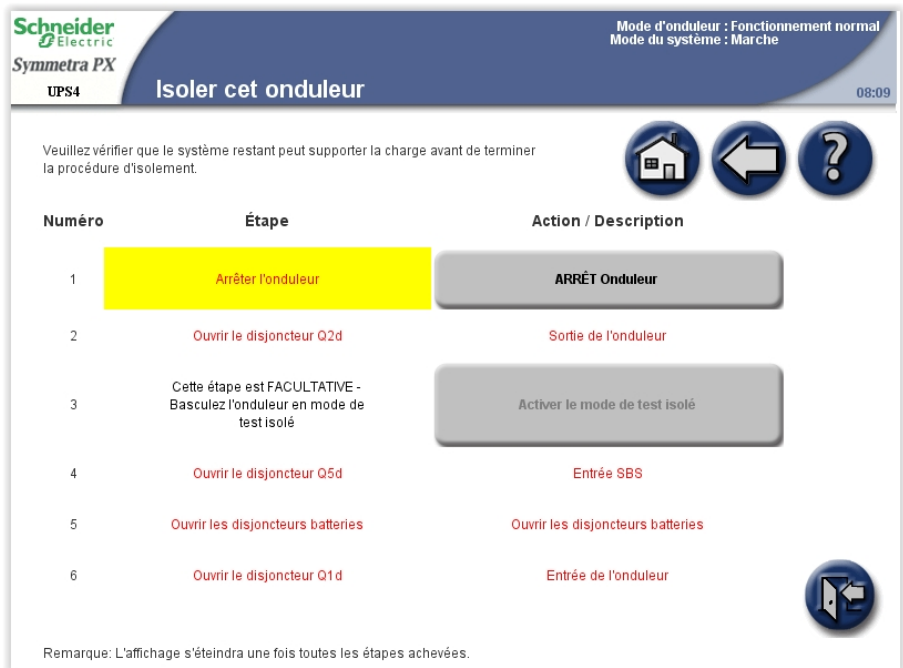 Schneider
Electric
Symmetra PX
UPS4
Isoler cet onduleur
Mode d'onduleur : Fonctionnement normal
Mode du système : Marche
08:09
Veuillez vérifier que le système restant peut supporter la charge avant de terminer
la procédure d'isolement.
?
Numéro Étape Action / Description
1 Arrêter l'onduleur ARRÊT Onduleur
2 Ouvrir le disjoncteur Q2d Sortie de l'onduleur
3 Cette étape est FACULTATIVE -
Basculez l'onduleur en mode de
test isolé
Activer le mode de test isolé
4 Ouvrir le disjoncteur Q5d Entrée SBS
5 Ouvrir les disjoncteurs batteries Ouvrir les disjoncteurs batteries
6 Ouvrir le disjoncteur Q1d Entrée de l'onduleur
Remarque: L'affichage s'éteindra une fois toutes les étapes achevées.